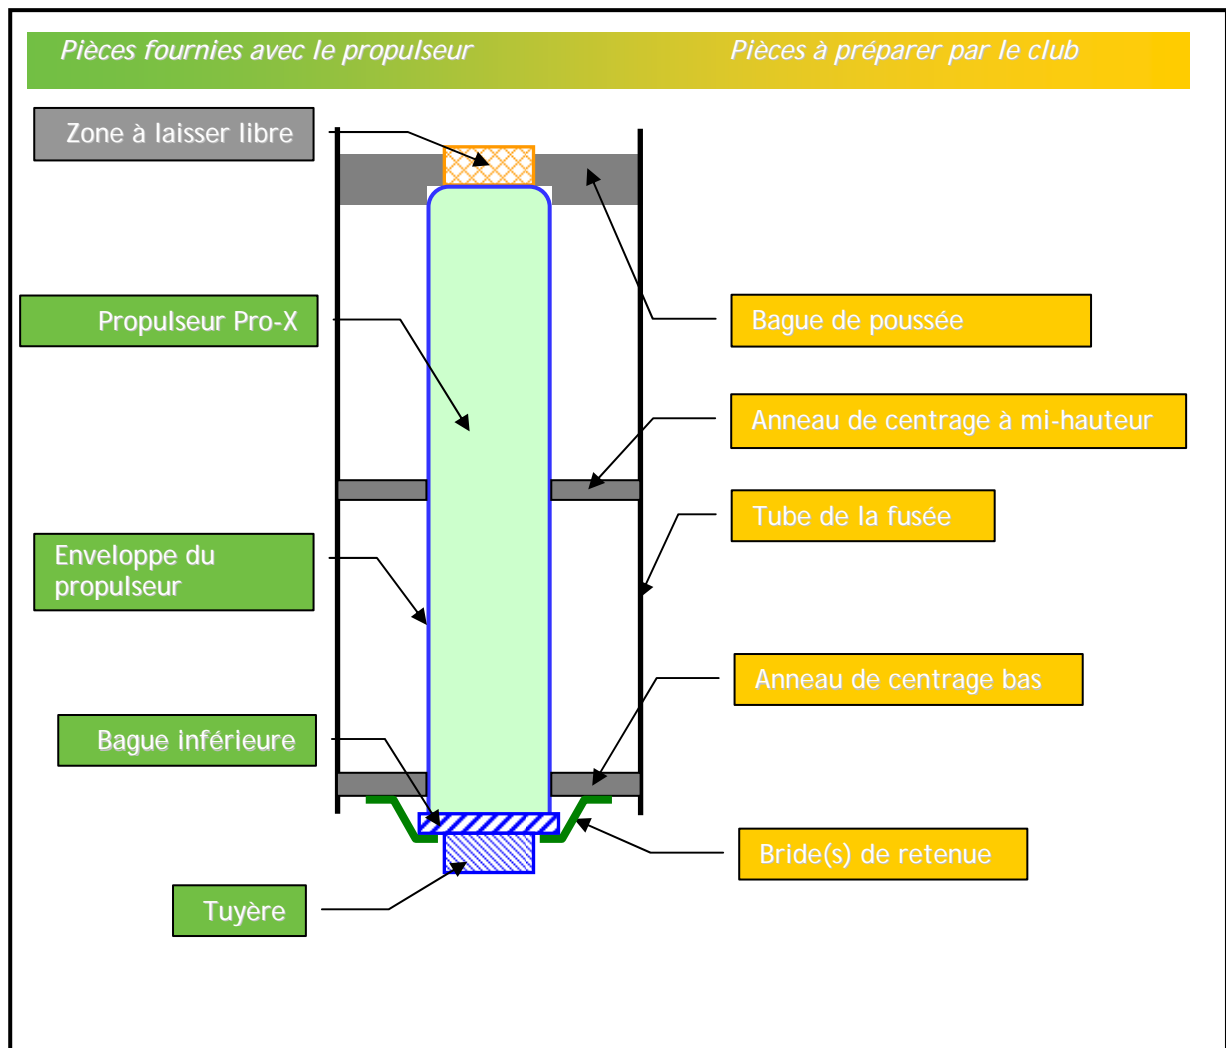 Pièces fournies avec le propulseur
Pièces à préparer par le club
Zone à laisser libre
Propulseur Pro-X
Bague de poussée
Anneau de centrage à mi-hauteur
Tube de la fusée
Enveloppe du
propulseur
Anneau de centrage bas
Bague inférieure
Bride(s) de retenue
Tuyère